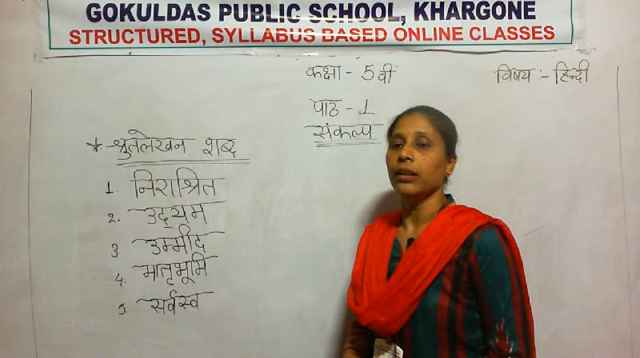 GOKULDAS PUBLIC SCHOOL, KHARGONE
STRUCTURED, SYLLABUS BASED ONLINE CLASSES
कक्षा - 5 वीं
विषय :- हिन्दी
पाठ - 1
संकल्प
* श्रुतलेखन शब्द
1. निराश्रित
2. उद्यम
3 उम्मीद
4. मातृभूमि
5 सर्वस्व